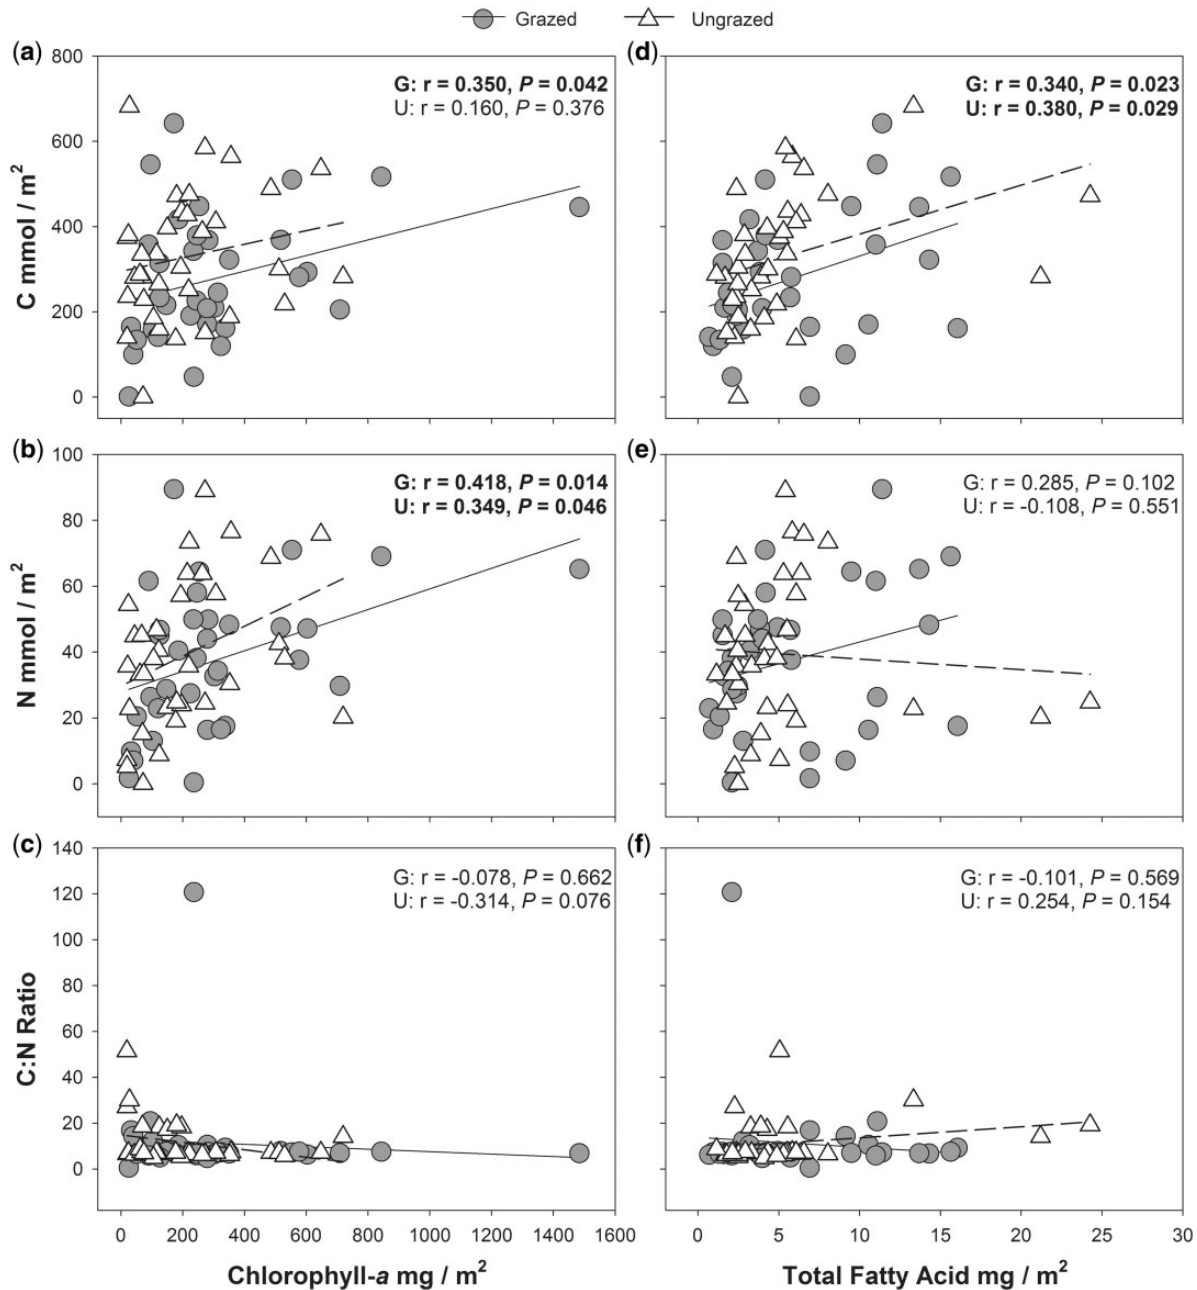 Grazed Ungrazed
(a)
800
600
400
200
0
C mmol / m²
G: r = 0.350, P = 0.042
U: r = 0.160, P = 0.376
(d)
G: r = 0.340, P = 0.023
U: r = 0.380, P = 0.029
(b)
100
80
60
40
20
0
N mmol / m²
G: r = 0.418, P = 0.014
U: r = 0.349, P = 0.046
(e)
G: r = 0.285, P = 0.102
U: r = -0.108, P = 0.551
(c)
140
120
100
80
60
40
20
0
C:N Ratio
G: r = -0.078, P = 0.662
U: r = -0.314, P = 0.076
0 200 400 600 800 1000 1200 1400 1600
Chlorophyll-a mg / m²
(f)
G: r = -0.101, P = 0.569
U: r = 0.254, P = 0.154
0 5 10 15 20 25 30
Total Fatty Acid mg / m²